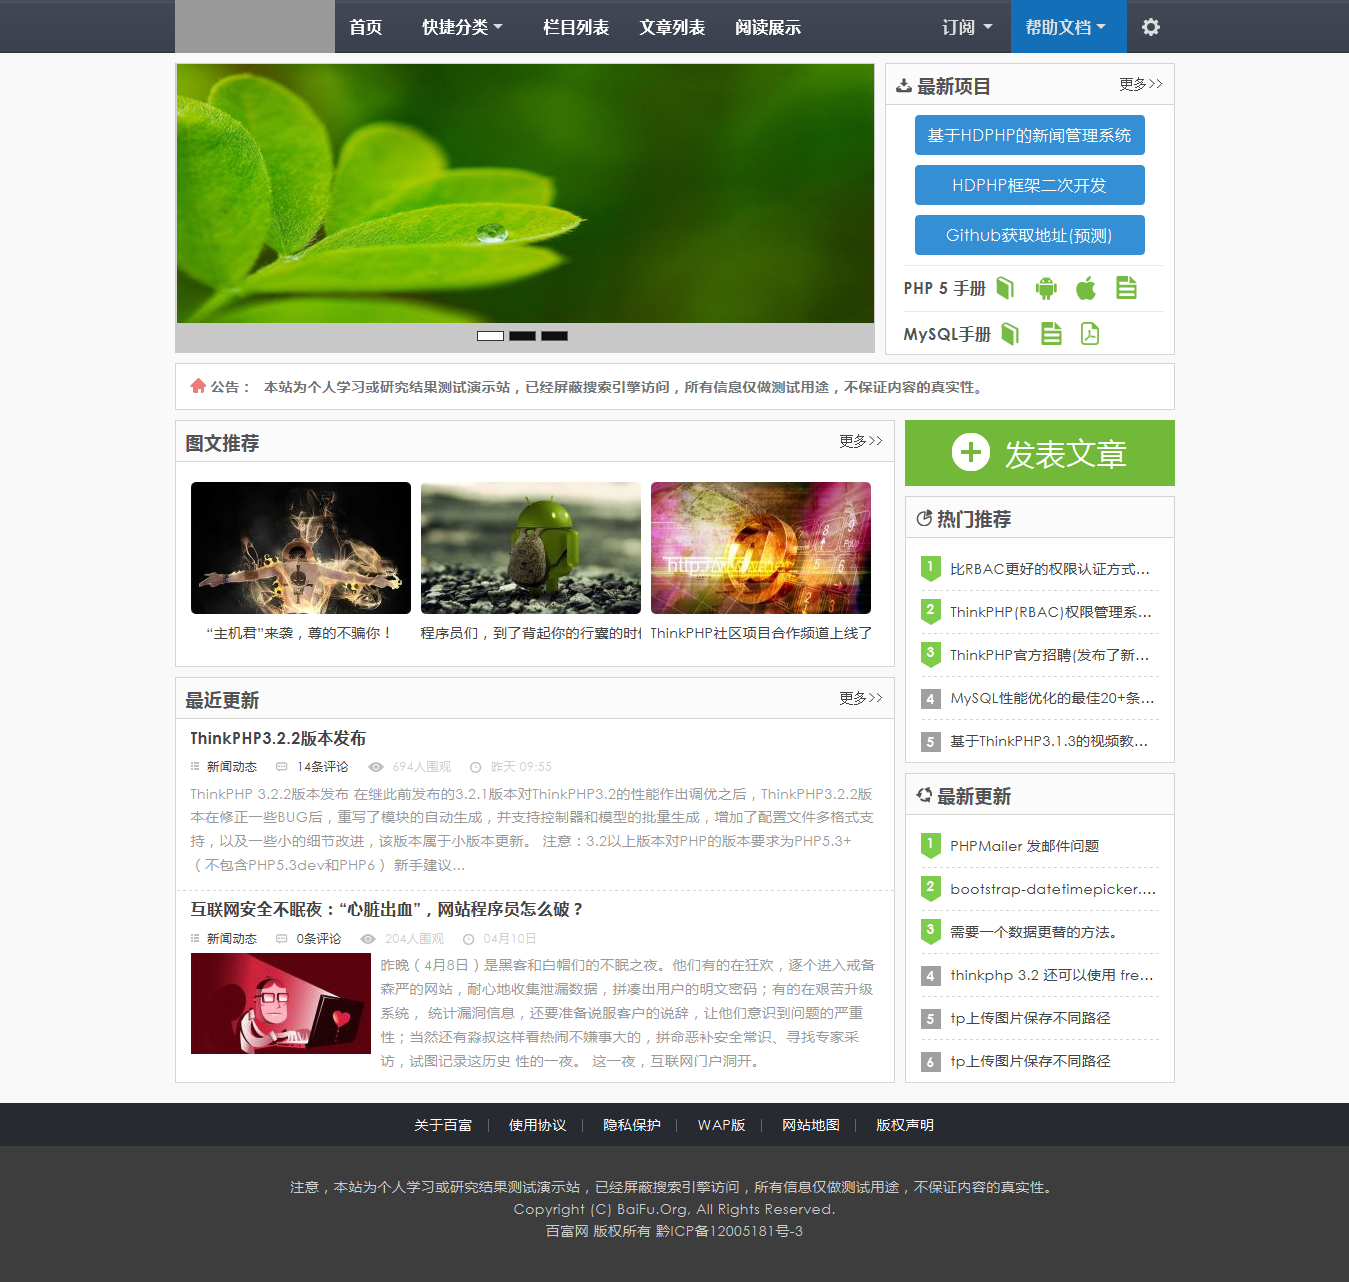 首页 快捷分类 栏目列表 文章列表 阅读展示 订阅 帮助文档
最新项目 更多>>
基于HDPHP的新闻管理系统
HDPHP框架二次开发
Github获取地址(预测)
PHP 5 手册
MySQL手册
公告： 本站为个人学习或研究结果测试演示站，已经屏蔽搜索引擎访问，所有信息仅做测试用途，不保证内容的真实性。
图文推荐 更多>>
http://
“主机君”来袭，尊的不骗你！
程序员们，到了背起你的行囊的时
ThinkPHP社区项目合作频道上线了
最近更新 更多>>
ThinkPHP3.2.2版本发布
新闻动态 14条评论 694人围观 昨天 09:55
ThinkPHP 3.2.2版本发布 在继此前发布的3.2.1版本对ThinkPHP3.2的性能作出调优之后，ThinkPHP3.2.2版
本在修正一些BUG后，重写了模块的自动生成，并支持控制器和模型的批量生成，增加了配置文件多格式支
持，以及一些小的细节改进，该版本属于小版本更新。 注意：3.2以上版本对PHP的版本要求为PHP5.3+
（不包含PHP5.3dev和PHP6） 新手建议...
互联网安全不眠夜：“心脏出血”，网站程序员怎么破？
新闻动态 0条评论 204人围观 04月10日
昨晚（4月8日）是黑客和白帽们的不眠之夜。他们有的在狂欢，逐个进入戒备
森严的网站，耐心地收集泄漏数据，拼凑出用户的明文密码；有的在艰苦升级
系统， 统计漏洞信息，还要准备说服客户的说辞，让他们意识到问题的严重
性；当然还有淼叔这样看热闹不嫌事大的，拼命恶补安全常识、寻找专家采
访，试图记录这历史 性的一夜。 这一夜，互联网门户洞开。
发表文章
热门推荐
1 比RBAC更好的权限认证方式...
2 ThinkPHP(RBAC)权限管理系...
3 ThinkPHP官方招聘(发布了新...
4 MySQL性能优化的最佳20+条...
5 基于ThinkPHP3.1.3的视频教...
最新更新
1 PHPMailer 发邮件问题
2 bootstrap-datetimepicker....
3 需要一个数据更替的方法。
4 thinkphp 3.2 还可以使用 fre...
5 tp上传图片保存不同路径
6 tp上传图片保存不同路径
关于百富 | 使用协议 | 隐私保护 | WAP版 | 网站地图 | 版权声明
注意，本站为个人学习或研究结果测试演示站，已经屏蔽搜索引擎访问，所有信息仅做测试用途，不保证内容的真实性。
Copyright (C) BaiFu.Org, All Rights Reserved.
百富网 版权所有 黔ICP备12005181号-3